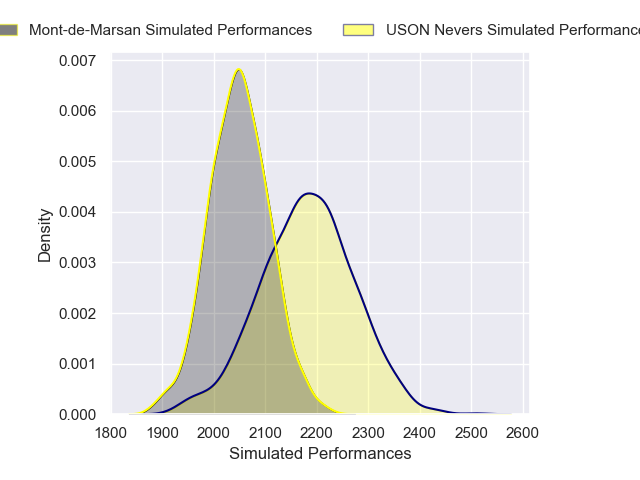 Mont-de-Marsan Simulated Performances
USON Nevers Simulated Performance
0.007
0.006
0.005
0.004
0.003
0.002
0.001
0.000
Density
1800 1900 2000 2100 2200 2300 2400 2500 2600
Simulated Performances